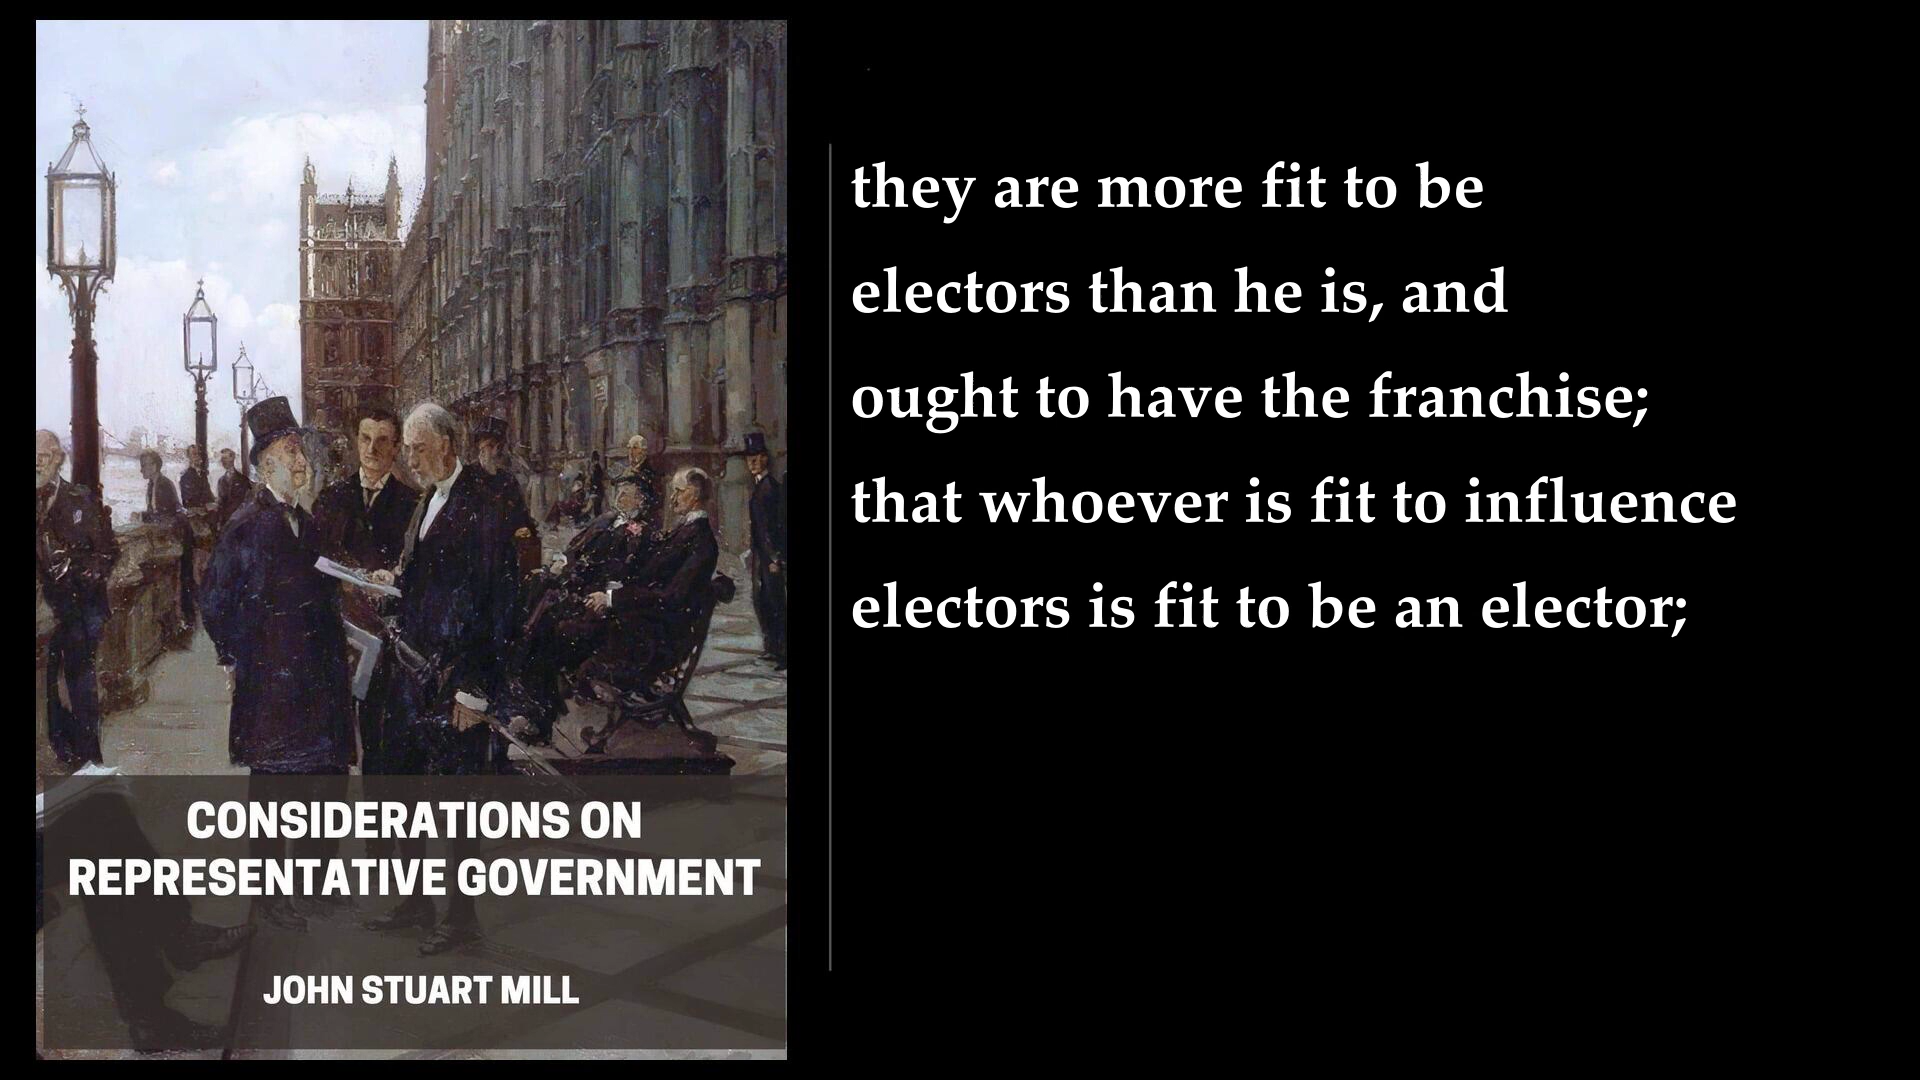 they are more fit to be
electors than he is, and
ought to have the franchise;
that whoever is fit to influence
electors is fit to be an elector;
CONSIDERATIONS ON
REPRESENTATIVE GOVERNMENT
JOHN STUART MILL